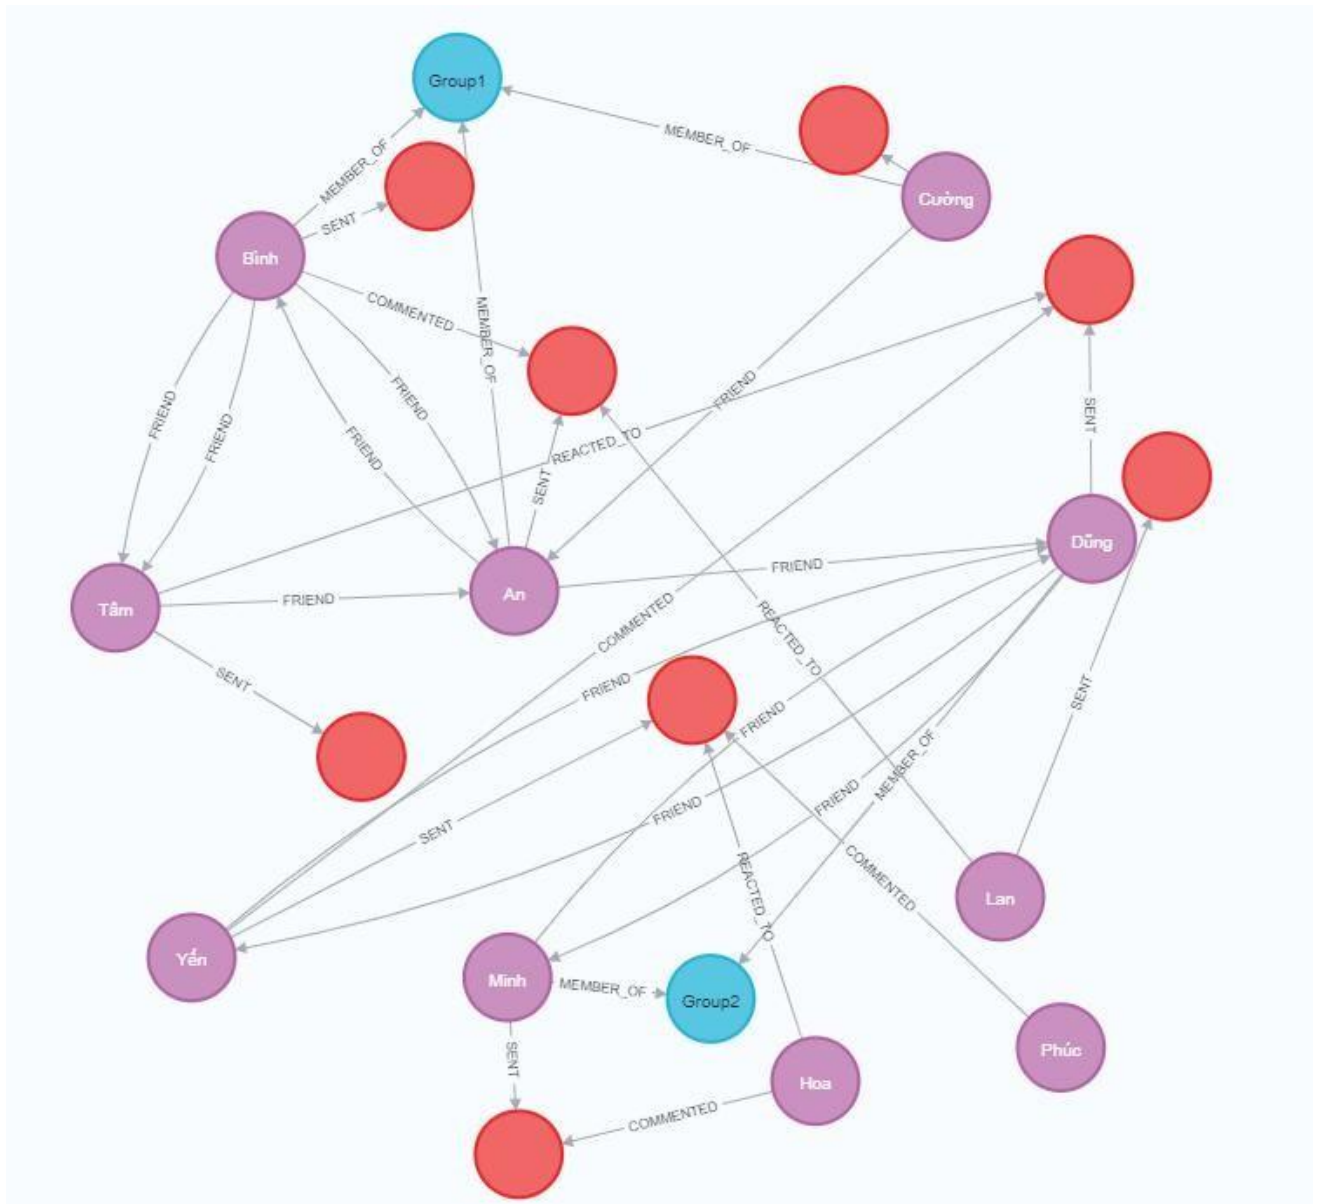 Group1
MEMBER_OF
MEMBER_OF
Cường
SENT
Bình
COMMENTED
MEMBER_OF
FRIEND
FRIEND
FRIEND
FRIEND
FRIEND
REACTED_TO
SENT
SENT
Dũng
FRIEND
An
Tâm
FRIEND
COMMENTED
REACTED_TO
SENT
FRIEND
SENT
FRIEND
MEMBER_OF
FRIEND
FRIEND
SENT
COMMENTED
REACTED_TO
Lan
Yến
Minh
MEMBER_OF
Group2
SENT
Phúc
Hoa
COMMENTED